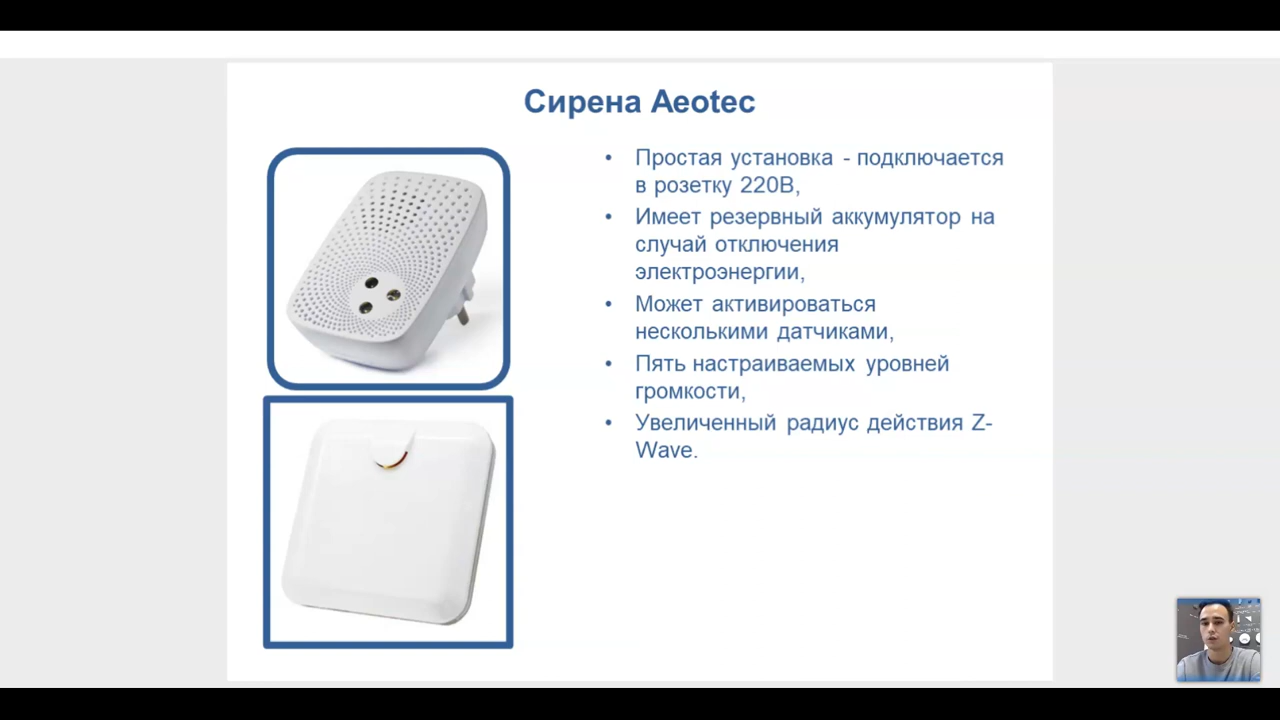 Сирена Aeotec
• Простая установка - подключается
в розетку 220В,
• Имеет резервный аккумулятор на
случай отключения
электроэнергии,
• Может активироваться
несколькими датчиками,
• Пять настраиваемых уровней
громкости,
• Увеличенный радиус действия Z-
Wave.